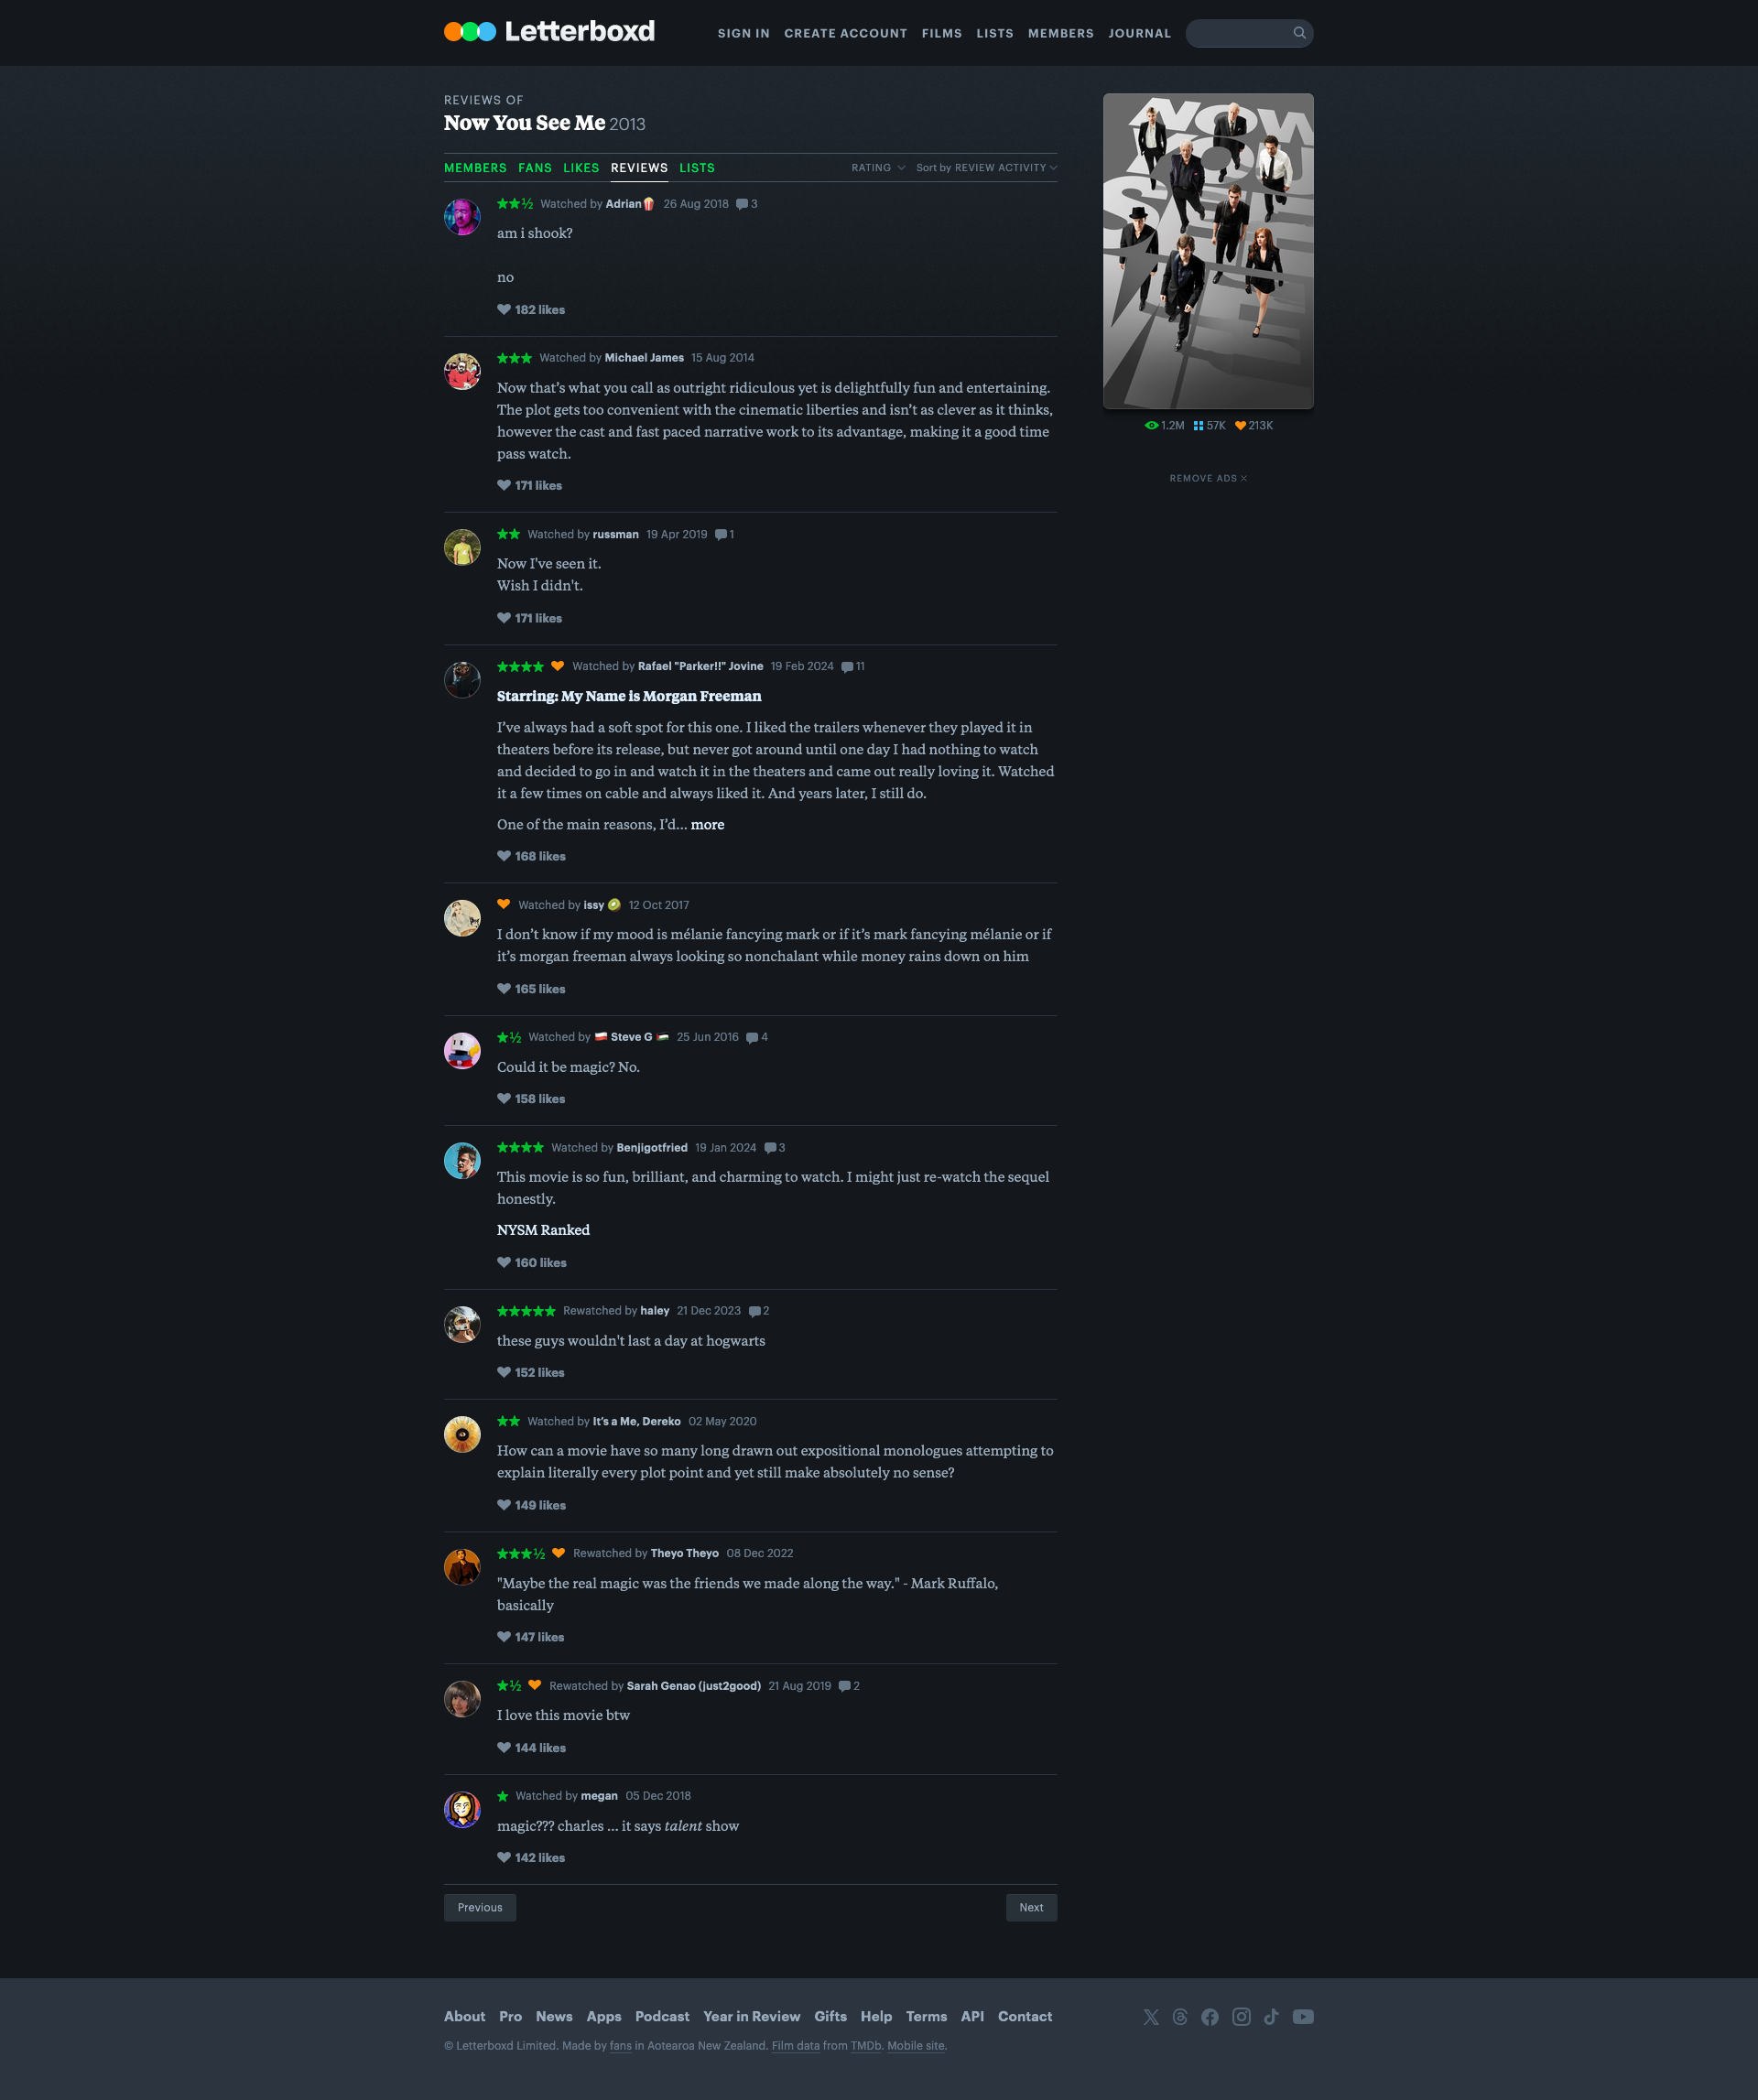 Letterboxd
SIGN IN CREATE ACCOUNT FILMS LISTS MEMBERS JOURNAL
REVIEWS OF
Now You See Me 2013
MEMBERS FANS LIKES REVIEWS LISTS RATING Sort by REVIEW ACTIVITY
★★½ Watched by Adrian🍿 26 Aug 2018 3
am i shook?
no
182 likes
★★★ Watched by Michael James 15 Aug 2014
Now that’s what you call as outright ridiculous yet is delightfully fun and entertaining.
The plot gets too convenient with the cinematic liberties and isn’t as clever as it thinks,
however the cast and fast paced narrative work to its advantage, making it a good time
pass watch.
171 likes
★★ Watched by russman 19 Apr 2019 1
Now I've seen it.
Wish I didn't.
171 likes
★★★★ Watched by Rafael "Parker!!" Jovine 19 Feb 2024 11
Starring: My Name is Morgan Freeman
I’ve always had a soft spot for this one. I liked the trailers whenever they played it in
theaters before its release, but never got around until one day I had nothing to watch
and decided to go in and watch it in the theaters and came out really loving it. Watched
it a few times on cable and always liked it. And years later, I still do.
One of the main reasons, I’d… more
168 likes
Watched by issy 🥝 12 Oct 2017
I don’t know if my mood is mélanie fancying mark or if it’s mark fancying mélanie or if
it’s morgan freeman always looking so nonchalant while money rains down on him
165 likes
★½ Watched by Steve G 25 Jun 2016 4
Could it be magic? No.
158 likes
★★★★ Watched by Benjigotfried 19 Jan 2024 3
This movie is so fun, brilliant, and charming to watch. I might just re-watch the sequel
honestly.
NYSM Ranked
160 likes
★★★★★ Rewatched by haley 21 Dec 2023 2
these guys wouldn't last a day at hogwarts
152 likes
★★ Watched by It’s a Me, Dereko 02 May 2020
How can a movie have so many long drawn out expositional monologues attempting to
explain literally every plot point and yet still make absolutely no sense?
149 likes
★★★½ Rewatched by Theyo Theyo 08 Dec 2022
"Maybe the real magic was the friends we made along the way." - Mark Ruffalo,
basically
147 likes
★½ Rewatched by Sarah Genao (just2good) 21 Aug 2019 2
I love this movie btw
144 likes
★ Watched by megan 05 Dec 2018
magic??? charles ... it says talent show
142 likes
Previous Next
NOW
YOU
SEE
1.2M 57K 213K
REMOVE ADS
About Pro News Apps Podcast Year in Review Gifts Help Terms API Contact
© Letterboxd Limited. Made by fans in Aotearoa New Zealand. Film data from TMDb. Mobile site.